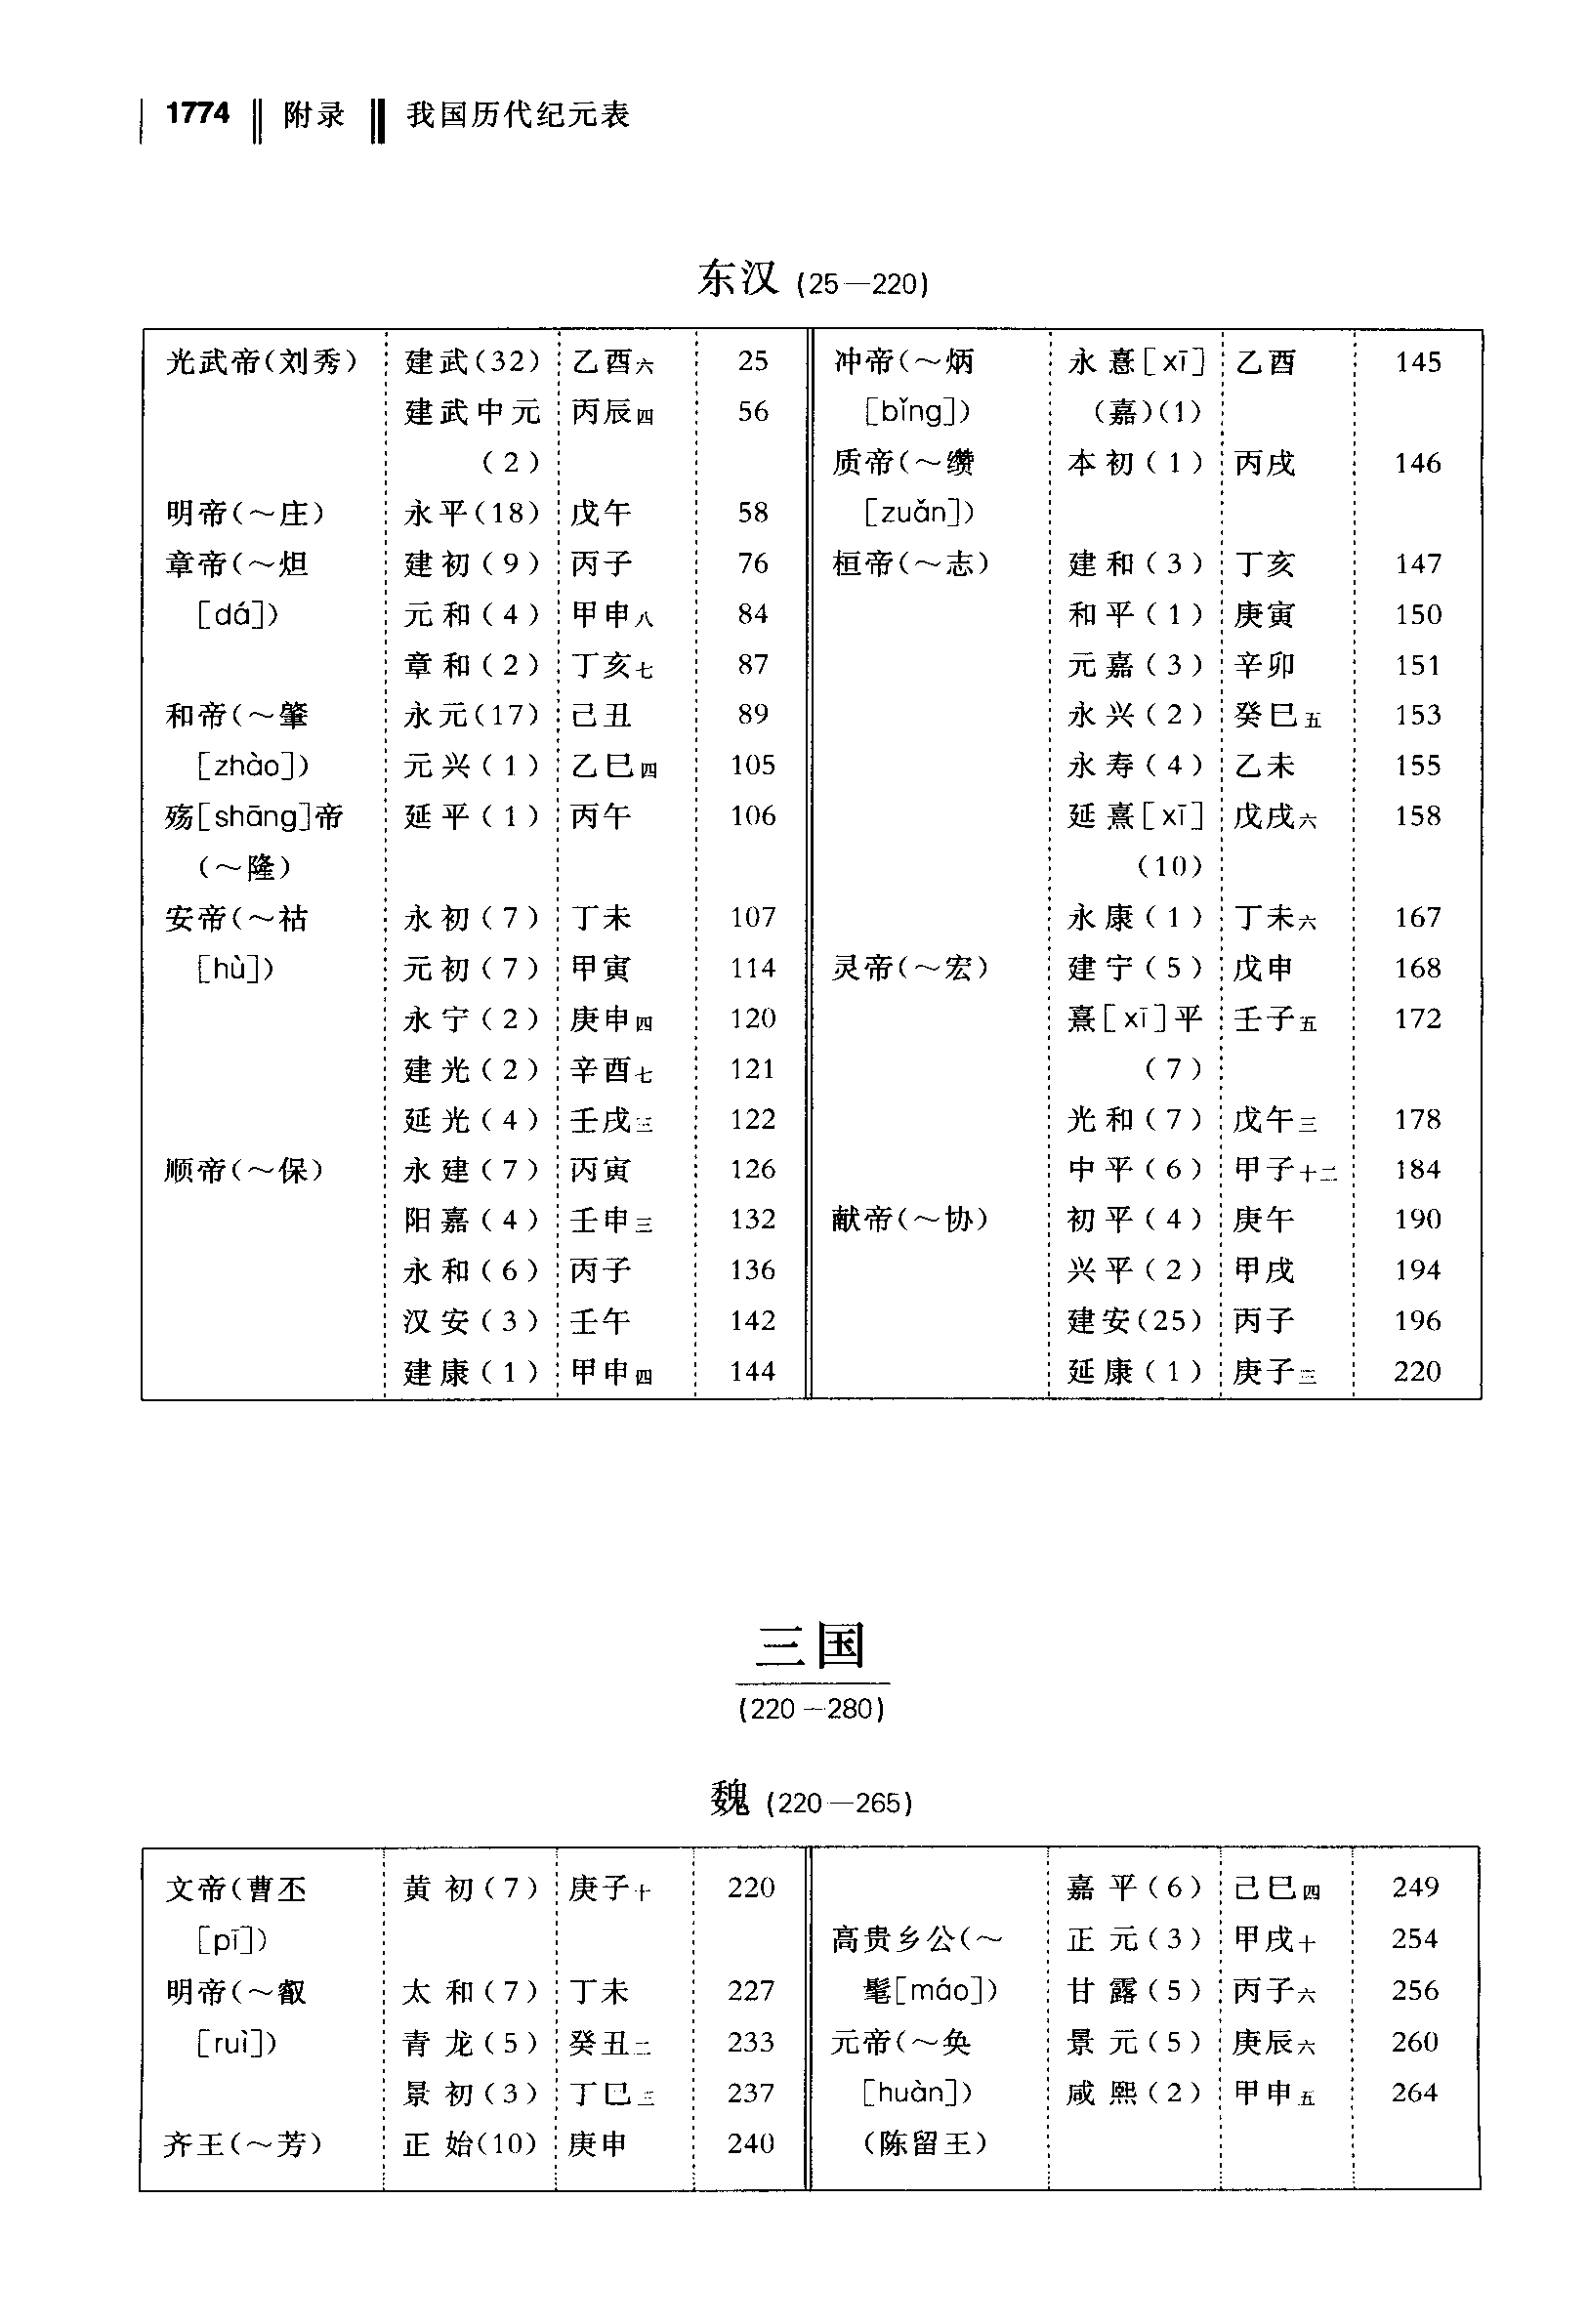 1774 附录 我国历代纪元表
东汉 (25—220)
光武帝(刘秀) 建武(32) 乙酉六 25
建武中元 丙辰四 56
(2)
明帝(～庄) 永平(18) 戊午 58
章帝(～炟 建初(9) 丙子 76
[dá]) 元和(4) 甲申八 84
章和(2) 丁亥七 87
和帝(～肇 永元(17) 己丑 89
[zhào]) 元兴(1) 乙巳四 105
殇[shāng]帝 延平(1) 丙午 106
(～隆)
安帝(～祜 永初(7) 丁未 107
[hù]) 元初(7) 甲寅 114
永宁(2) 庚申四 120
建光(2) 辛酉七 121
延光(4) 壬戌三 122
顺帝(～保) 永建(7) 丙寅 126
阳嘉(4) 壬申三 132
永和(6) 丙子 136
汉安(3) 壬午 142
建康(1) 甲申四 144
冲帝(～炳 永憙[xī] 乙酉 145
[bǐng]) (嘉)(1)
质帝(～缵 本初(1) 丙戌 146
[zuǎn])
桓帝(～志) 建和(3) 丁亥 147
和平(1) 庚寅 150
元嘉(3) 辛卯 151
永兴(2) 癸巳五 153
永寿(4) 乙未 155
延熹[xī] 戊戌六 158
(10)
永康(1) 丁未六 167
灵帝(～宏) 建宁(5) 戊申 168
熹[xī]平 壬子五 172
(7)
光和(7) 戊午三 178
中平(6) 甲子十二 184
献帝(～协) 初平(4) 庚午 190
兴平(2) 甲戌 194
建安(25) 丙子 196
延康(1) 庚子三 220
三国
(220—280)
魏 (220—265)
文帝(曹丕 黄初(7) 庚子十 220
[pī])
明帝(～叡 太和(7) 丁未 227
[ruì]) 青龙(5) 癸丑二 233
景初(3) 丁巳三 237
齐王(～芳) 正始(10) 庚申 240
嘉平(6) 己巳四 249
高贵乡公(～ 正元(3) 甲戌十 254
髦[máo]) 甘露(5) 丙子六 256
元帝(～奂 景元(5) 庚辰六 260
[huàn]) 咸熙(2) 甲申五 264
(陈留王)